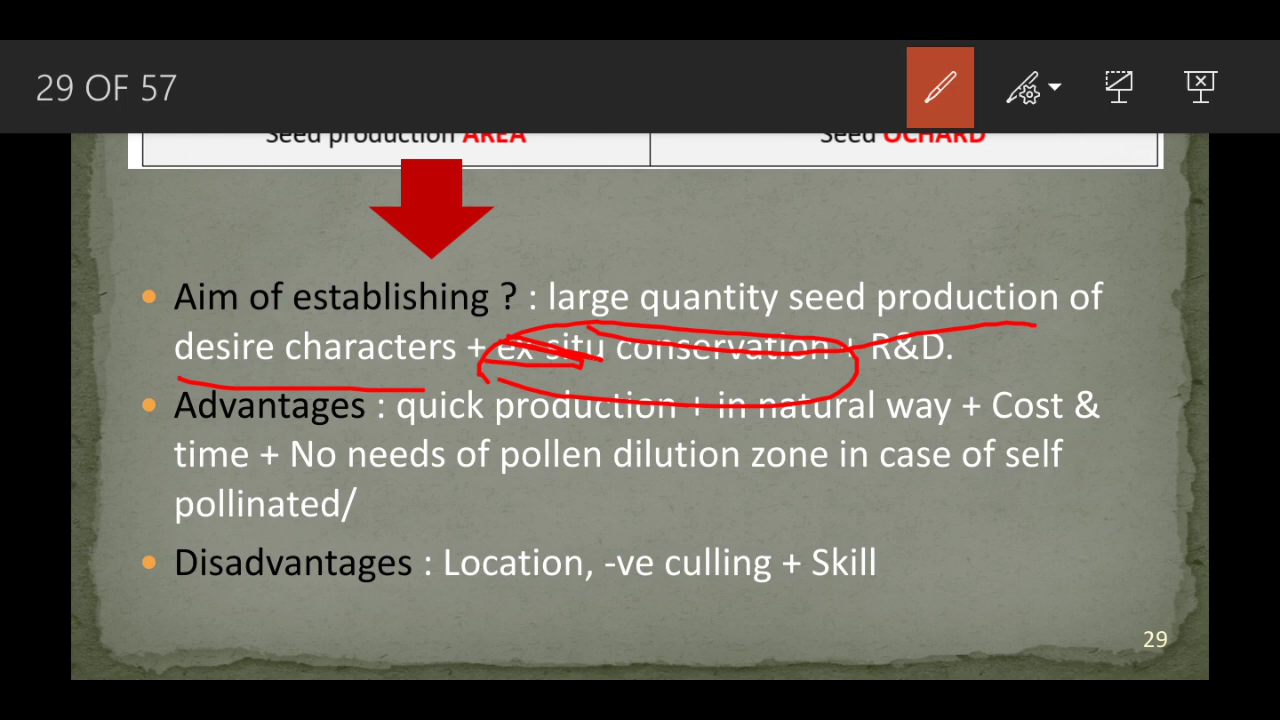 29 OF 57
Seed production AREA
Seed OCHARD
Aim of establishing ? : large quantity seed production of
desire characters + ex situ conservation + R&D.
Advantages : quick production + in natural way + Cost &
time + No needs of pollen dilution zone in case of self
pollinated/
Disadvantages : Location, -ve culling + Skill
29